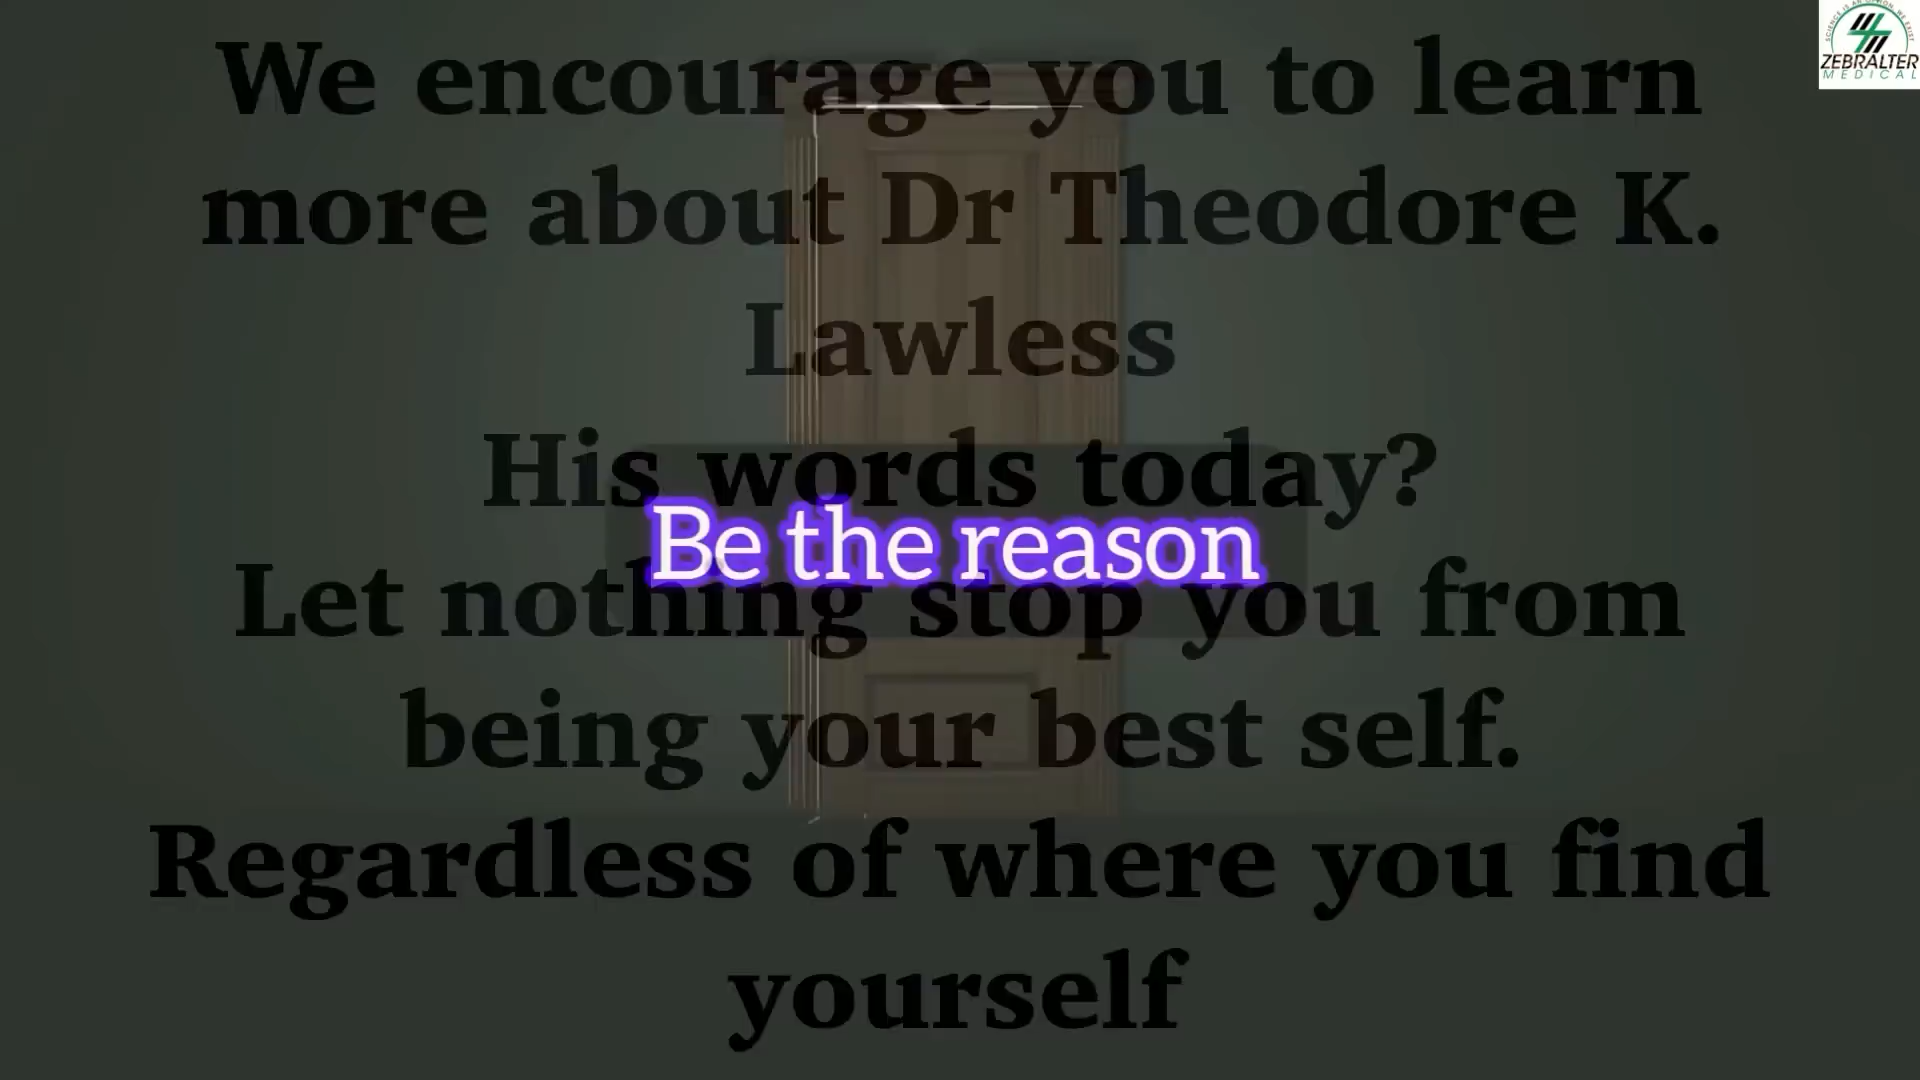 We encourage you to learn
more about Dr Theodore K.
Lawless
His words today?
Be the reason
Let nothing stop you from
being your best self.
Regardless of where you find
yourself
ZEBRALTER
MEDICAL